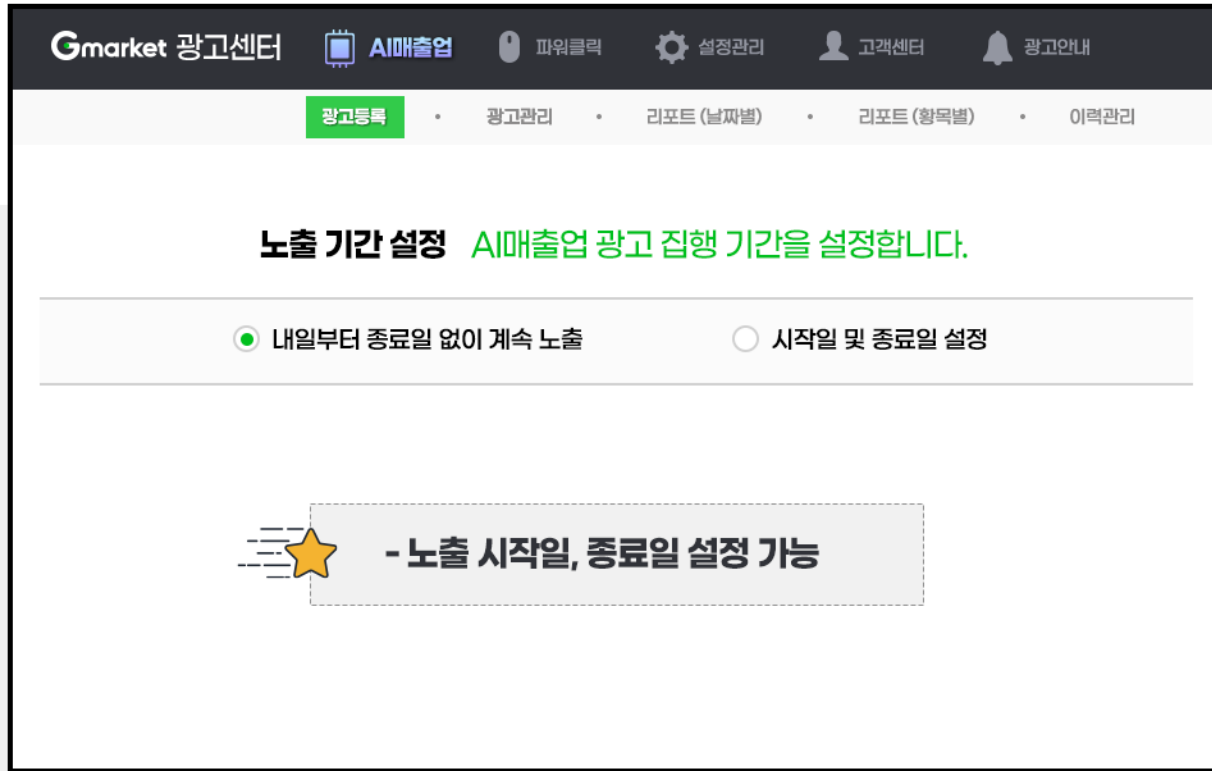 Gmarket 광고센터 AI매출업 파워클릭 설정관리 고객센터 광고안내
광고등록 • 광고관리 • 리포트 (날짜별) • 리포트 (항목별) • 이력관리
노출 기간 설정 AI매출업 광고 집행 기간을 설정합니다.
내일부터 종료일 없이 계속 노출 시작일 및 종료일 설정
- 노출 시작일, 종료일 설정 가능